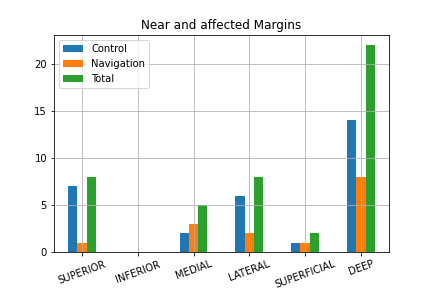 Near and affected Margins
Control
Navigation
Total
20
15
10
5
0
SUPERIOR
INFERIOR
MEDIAL
LATERAL
SUPERFICIAL
DEEP